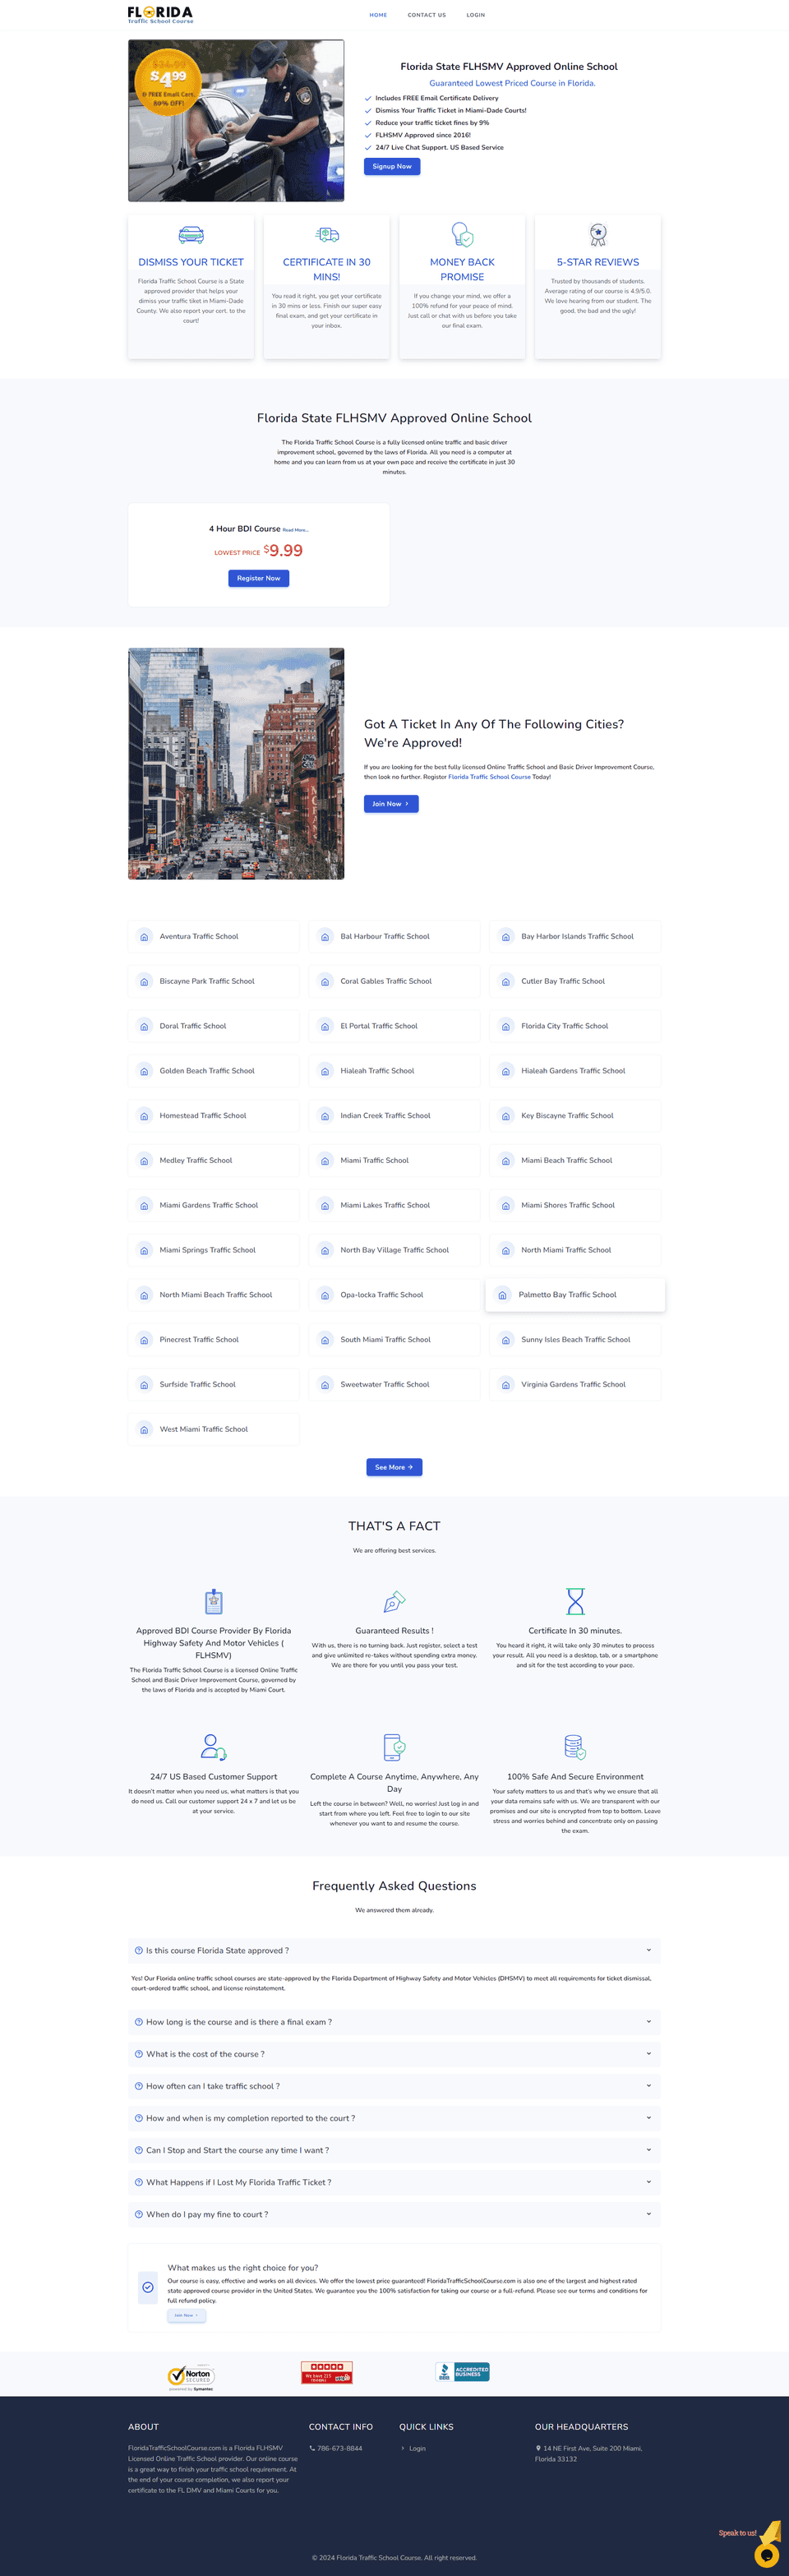 FLORIDA
Traffic School Course
HOME
CONTACT US
LOGIN
$4.99
& FREE Email Cert.
80% OFF!
Florida State FLHSMV Approved Online School
Guaranteed Lowest Priced Course in Florida.
Includes FREE Email Certificate Delivery
Dismiss Your Traffic Ticket in Miami-Dade Courts!
Reduce your traffic ticket fines by 9%
FLHSMV Approved since 2016!
24/7 Live Chat Support. US Based Service
Signup Now
DISMISS YOUR TICKET
Florida Traffic School Course is a State
approved provider that helps your
dimiss your traffic tiket in Miami-Dade
County. We also report your cert. to the
court!
CERTIFICATE IN 30
MINS!
You read it right, you get your certificate
in 30 mins or less. Finish our super easy
final exam, and get your certificate in
your inbox.
MONEY BACK
PROMISE
If you change your mind, we offer a
100% refund for your peace of mind.
Just call or chat with us before you take
our final exam.
5-STAR REVIEWS
Trusted by thousands of students.
Average rating of our course is 4.9/5.0.
We love hearing from our student. The
good, the bad and the ugly!
Florida State FLHSMV Approved Online School
The Florida Traffic School Course is a fully licensed online traffic and basic driver
improvement school, governed by the laws of Florida. All you need is a computer at
home and you can learn from us at your own pace and receive the certificate in just 30
minutes.
4 Hour BDI Course Read More...
LOWEST PRICE $9.99
Register Now
Got A Ticket In Any Of The Following Cities?
We're Approved!
If you are looking for the best fully licensed Online Traffic School and Basic Driver Improvement Course,
then look no further. Register Florida Traffic School Course Today!
Join Now
Aventura Traffic School
Bal Harbour Traffic School
Bay Harbor Islands Traffic School
Biscayne Park Traffic School
Coral Gables Traffic School
Cutler Bay Traffic School
Doral Traffic School
El Portal Traffic School
Florida City Traffic School
Golden Beach Traffic School
Hialeah Traffic School
Hialeah Gardens Traffic School
Homestead Traffic School
Indian Creek Traffic School
Key Biscayne Traffic School
Medley Traffic School
Miami Traffic School
Miami Beach Traffic School
Miami Gardens Traffic School
Miami Lakes Traffic School
Miami Shores Traffic School
Miami Springs Traffic School
North Bay Village Traffic School
North Miami Traffic School
North Miami Beach Traffic School
Opa-locka Traffic School
Palmetto Bay Traffic School
Pinecrest Traffic School
South Miami Traffic School
Sunny Isles Beach Traffic School
Surfside Traffic School
Sweetwater Traffic School
Virginia Gardens Traffic School
West Miami Traffic School
See More →
THAT'S A FACT
We are offering best services.
Approved BDI Course Provider By Florida
Highway Safety And Motor Vehicles (
FLHSMV)
The Florida Traffic School Course is a licensed Online Traffic
School and Basic Driver Improvement Course, governed by
the laws of Florida and is accepted by Miami Court.
Guaranteed Results !
With us, there is no turning back. Just register, select a test
and give unlimited re-takes without spending extra money.
We are there for you until you pass your test.
Certificate In 30 minutes.
You heard it right, it will take only 30 minutes to process
your result. All you need is a desktop, tab, or a smartphone
and sit for the test according to your pace.
24/7 US Based Customer Support
It doesn't matter when you need us, what matters is that you
do need us. Call our customer support 24 x 7 and let us be
at your service.
Complete A Course Anytime, Anywhere, Any
Day
Left the course in between? Well, no worries! Just log in and
start from where you left. Feel free to login to our site
whenever you want to and resume the course.
100% Safe And Secure Environment
Your safety matters to us and that's why we ensure that all
your data remains safe with us. We are transparent with our
promises and our site is encrypted from top to bottom. Leave
stress and worries behind and concentrate only on passing
the exam.
Frequently Asked Questions
We answered them already.
Is this course Florida State approved ?
Yes! Our Florida online traffic school courses are state-approved by the Florida Department of Highway Safety and Motor Vehicles (DHSMV) to meet all requirements for ticket dismissal,
court-ordered traffic school, and license reinstatement.
How long is the course and is there a final exam ?
What is the cost of the course ?
How often can I take traffic school ?
How and when is my completion reported to the court ?
Can I Stop and Start the course any time I want ?
What Happens if I Lost My Florida Traffic Ticket ?
When do I pay my fine to court ?
What makes us the right choice for you?
Our course is easy, effective and works on all devices. We offer the lowest price guaranteed! FloridaTrafficSchoolCourse.com is also one of the largest and highest rated
state approved course provider in the United States. We guarantee you the 100% satisfaction for taking our course or a full-refund. Please see our terms and conditions for
full refund policy.
Join Now
Norton
SECURED
powered by Symantec
We have 215
reviews
yelp
BBB
ACCREDITED
BUSINESS
ABOUT
FloridaTrafficSchoolCourse.com is a Florida FLHSMV
Licensed Online Traffic School provider. Our online course
is a great way to finish your traffic school requirement. At
the end of your course completion, we also report your
certificate to the FL DMV and Miami Courts for you.
CONTACT INFO
786-673-8844
QUICK LINKS
Login
OUR HEADQUARTERS
14 NE First Ave, Suite 200 Miami,
Florida 33132
Speak to us!
© 2024 Florida Traffic School Course. All right reserved.